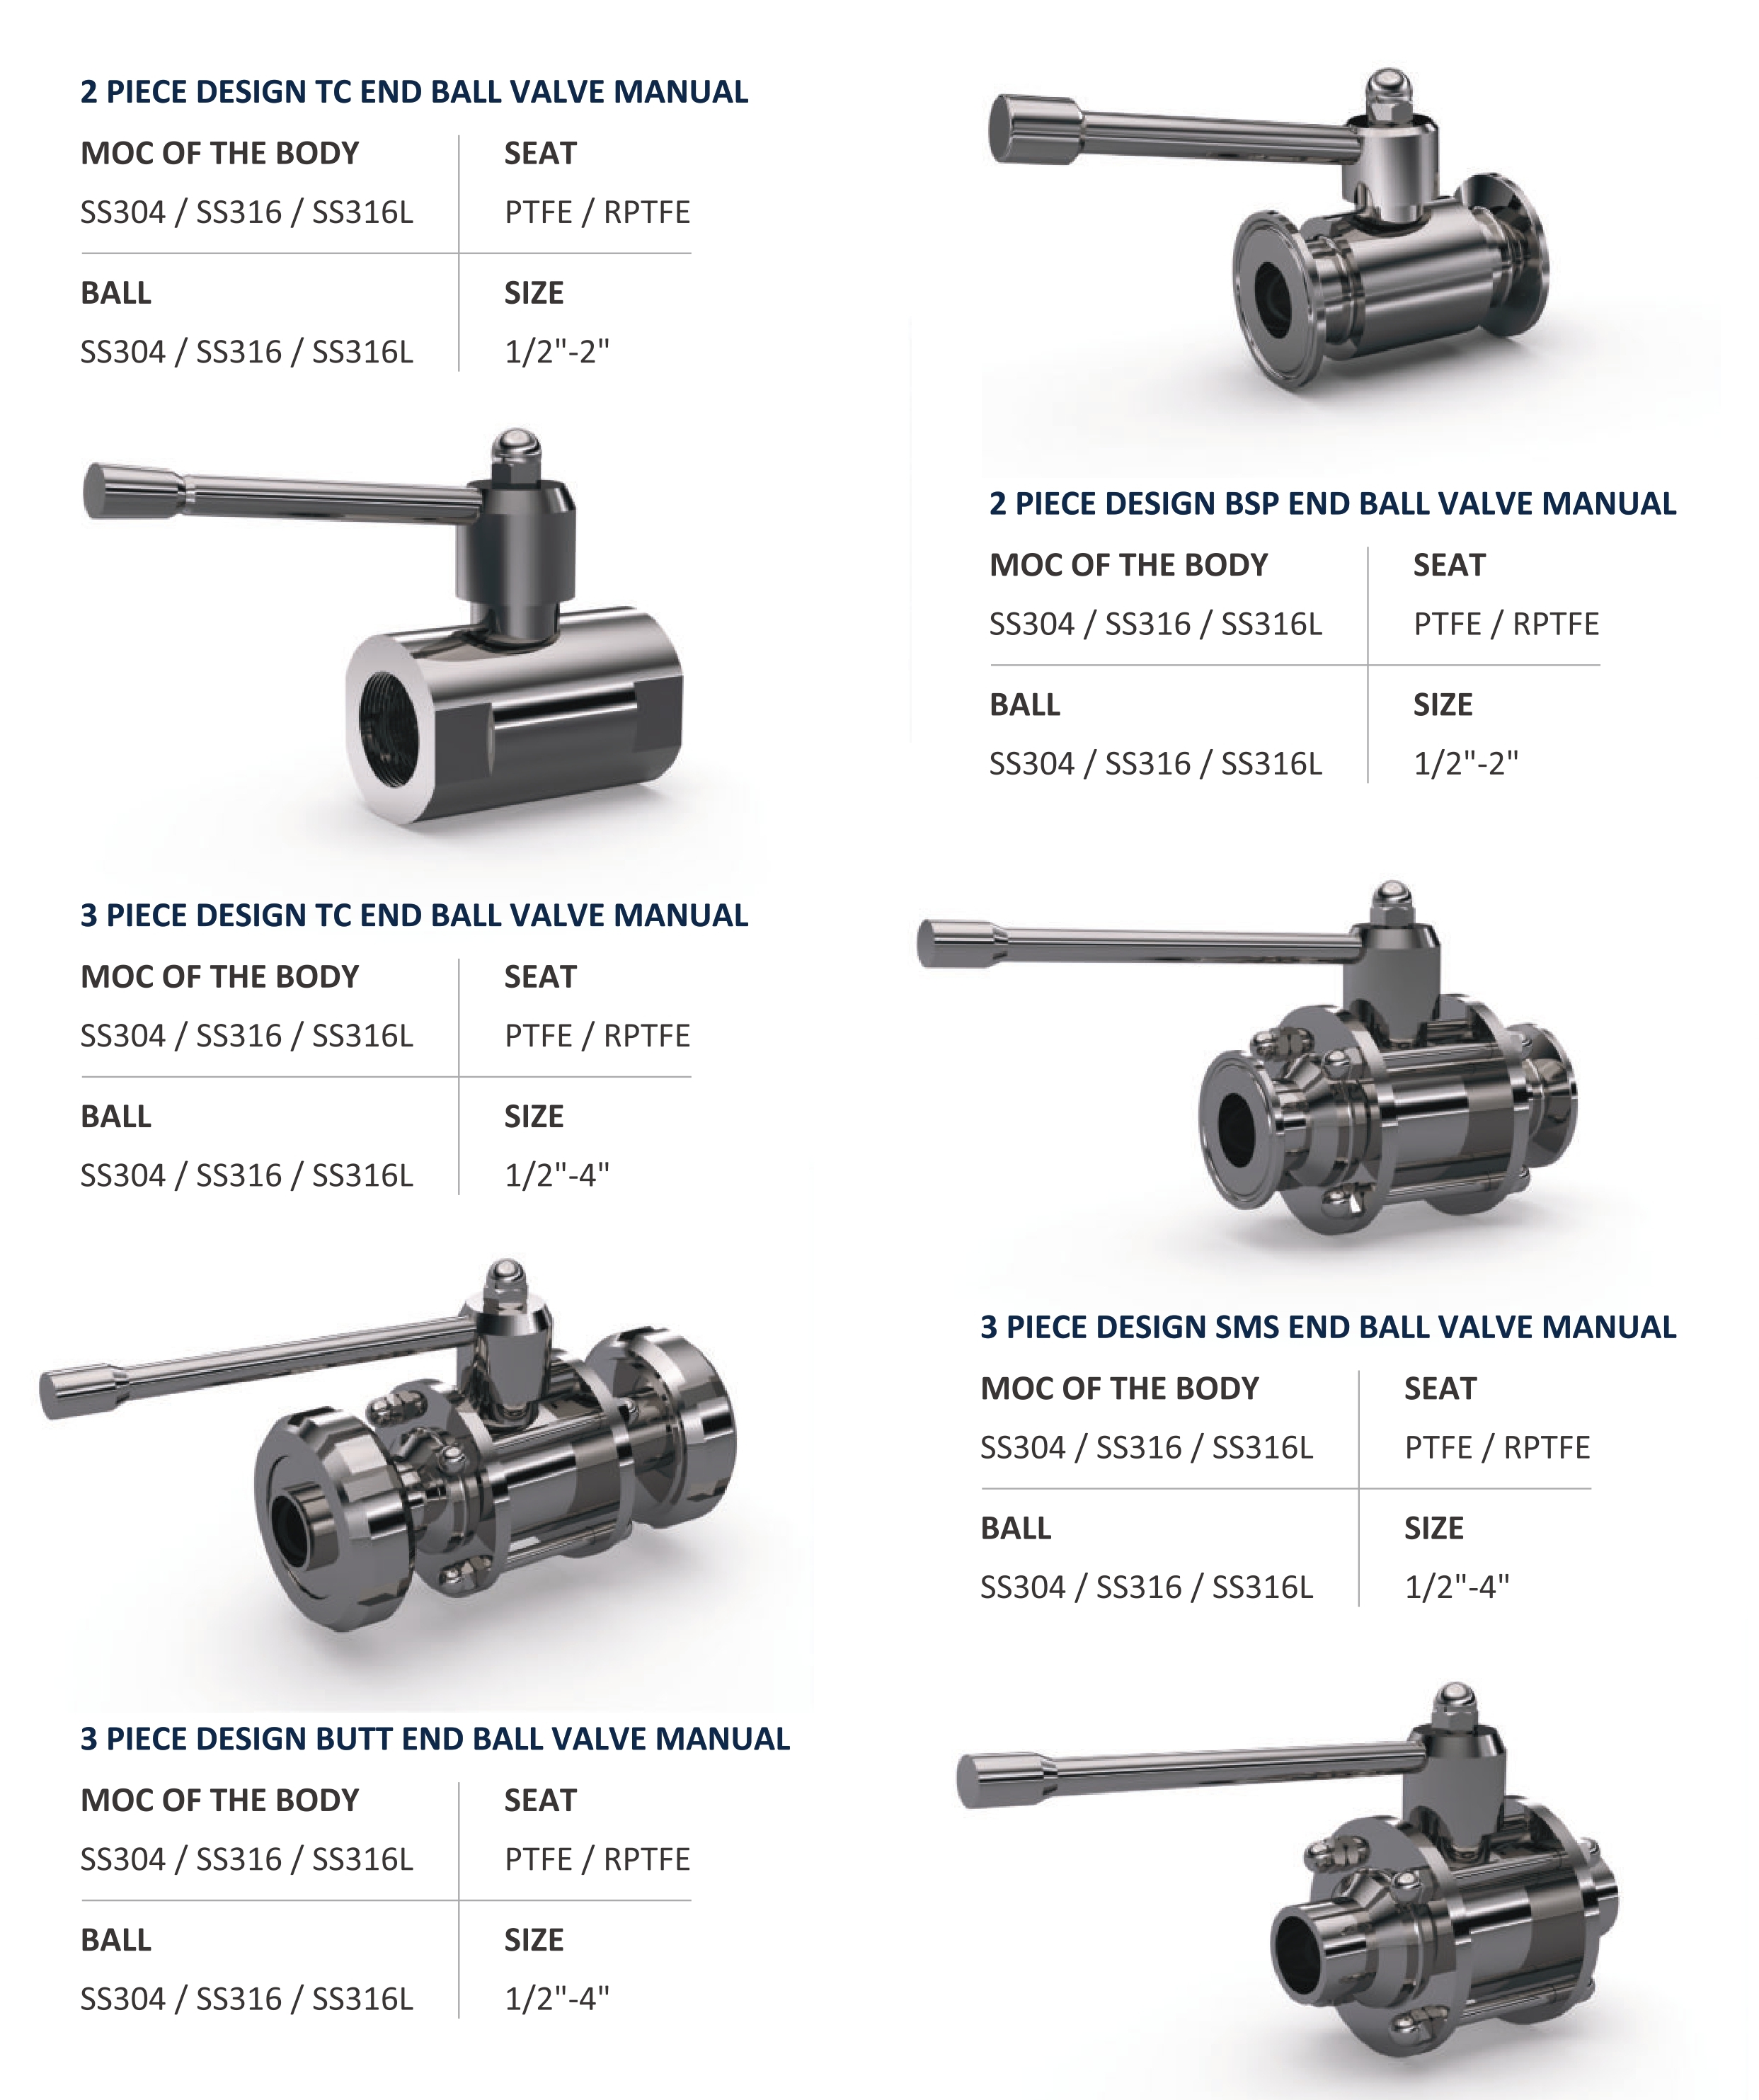 2 PIECE DESIGN TC END BALL VALVE MANUAL
MOC OF THE BODY SEAT
SS304 / SS316 / SS316L PTFE / RPTFE
BALL SIZE
SS304 / SS316 / SS316L 1/2"-2"
2 PIECE DESIGN BSP END BALL VALVE MANUAL
MOC OF THE BODY SEAT
SS304 / SS316 / SS316L PTFE / RPTFE
BALL SIZE
SS304 / SS316 / SS316L 1/2"-2"
3 PIECE DESIGN TC END BALL VALVE MANUAL
MOC OF THE BODY SEAT
SS304 / SS316 / SS316L PTFE / RPTFE
BALL SIZE
SS304 / SS316 / SS316L 1/2"-4"
3 PIECE DESIGN SMS END BALL VALVE MANUAL
MOC OF THE BODY SEAT
SS304 / SS316 / SS316L PTFE / RPTFE
BALL SIZE
SS304 / SS316 / SS316L 1/2"-4"
3 PIECE DESIGN BUTT END BALL VALVE MANUAL
MOC OF THE BODY SEAT
SS304 / SS316 / SS316L PTFE / RPTFE
BALL SIZE
SS304 / SS316 / SS316L 1/2"-4"